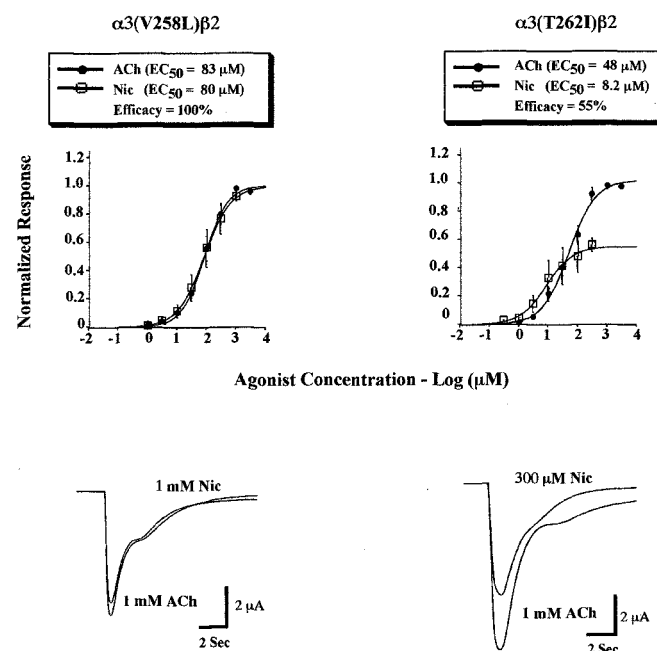 α3(V258L)β2
ACh (EC50 = 83 μM)
Nic (EC50 = 80 μM)
Efficacy = 100%
α3(T262I)β2
ACh (EC50 = 48 μM)
Nic (EC50 = 8.2 μM)
Efficacy = 55%
Normalized Response
1.2
1.0
0.8
0.6
0.4
0.2
0
-2 -1 0 1 2 3 4
1.2
1.0
0.8
0.6
0.4
0.2
0
-2 -1 0 1 2 3 4
Agonist Concentration - Log (μM)
1 mM Nic
1 mM ACh
2 μA
2 Sec
300 μM Nic
1 mM ACh
2 μA
2 Sec